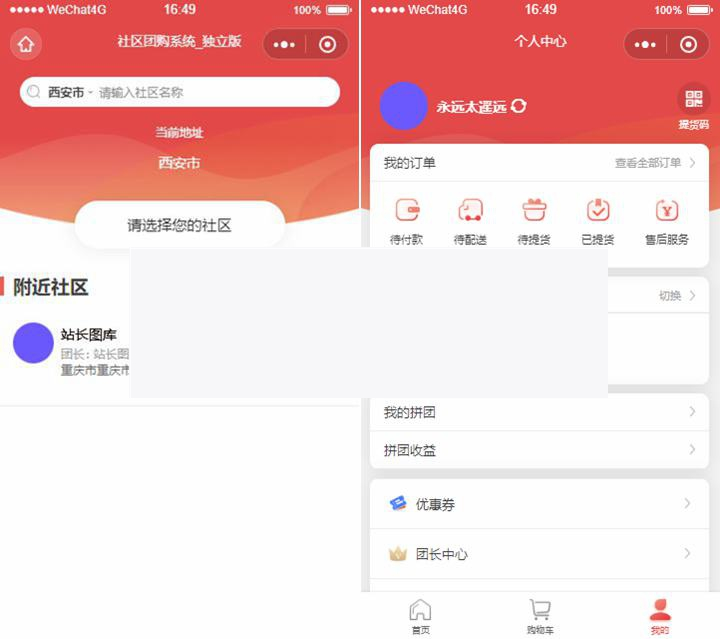 WeChat4G 16:49 100%
社区团购系统_独立版
西安市 请输入社区名称
当前地址
西安市
请选择您的社区
附近社区
站长图库
团长：站长图
重庆市重庆市
WeChat4G 16:49 100%
个人中心
永远太遥远
提货码
我的订单 查看全部订单
待付款 待配送 待提货 已提货 售后服务
切换
我的拼团
拼团收益
优惠券
团长中心
首页 购物车 我的